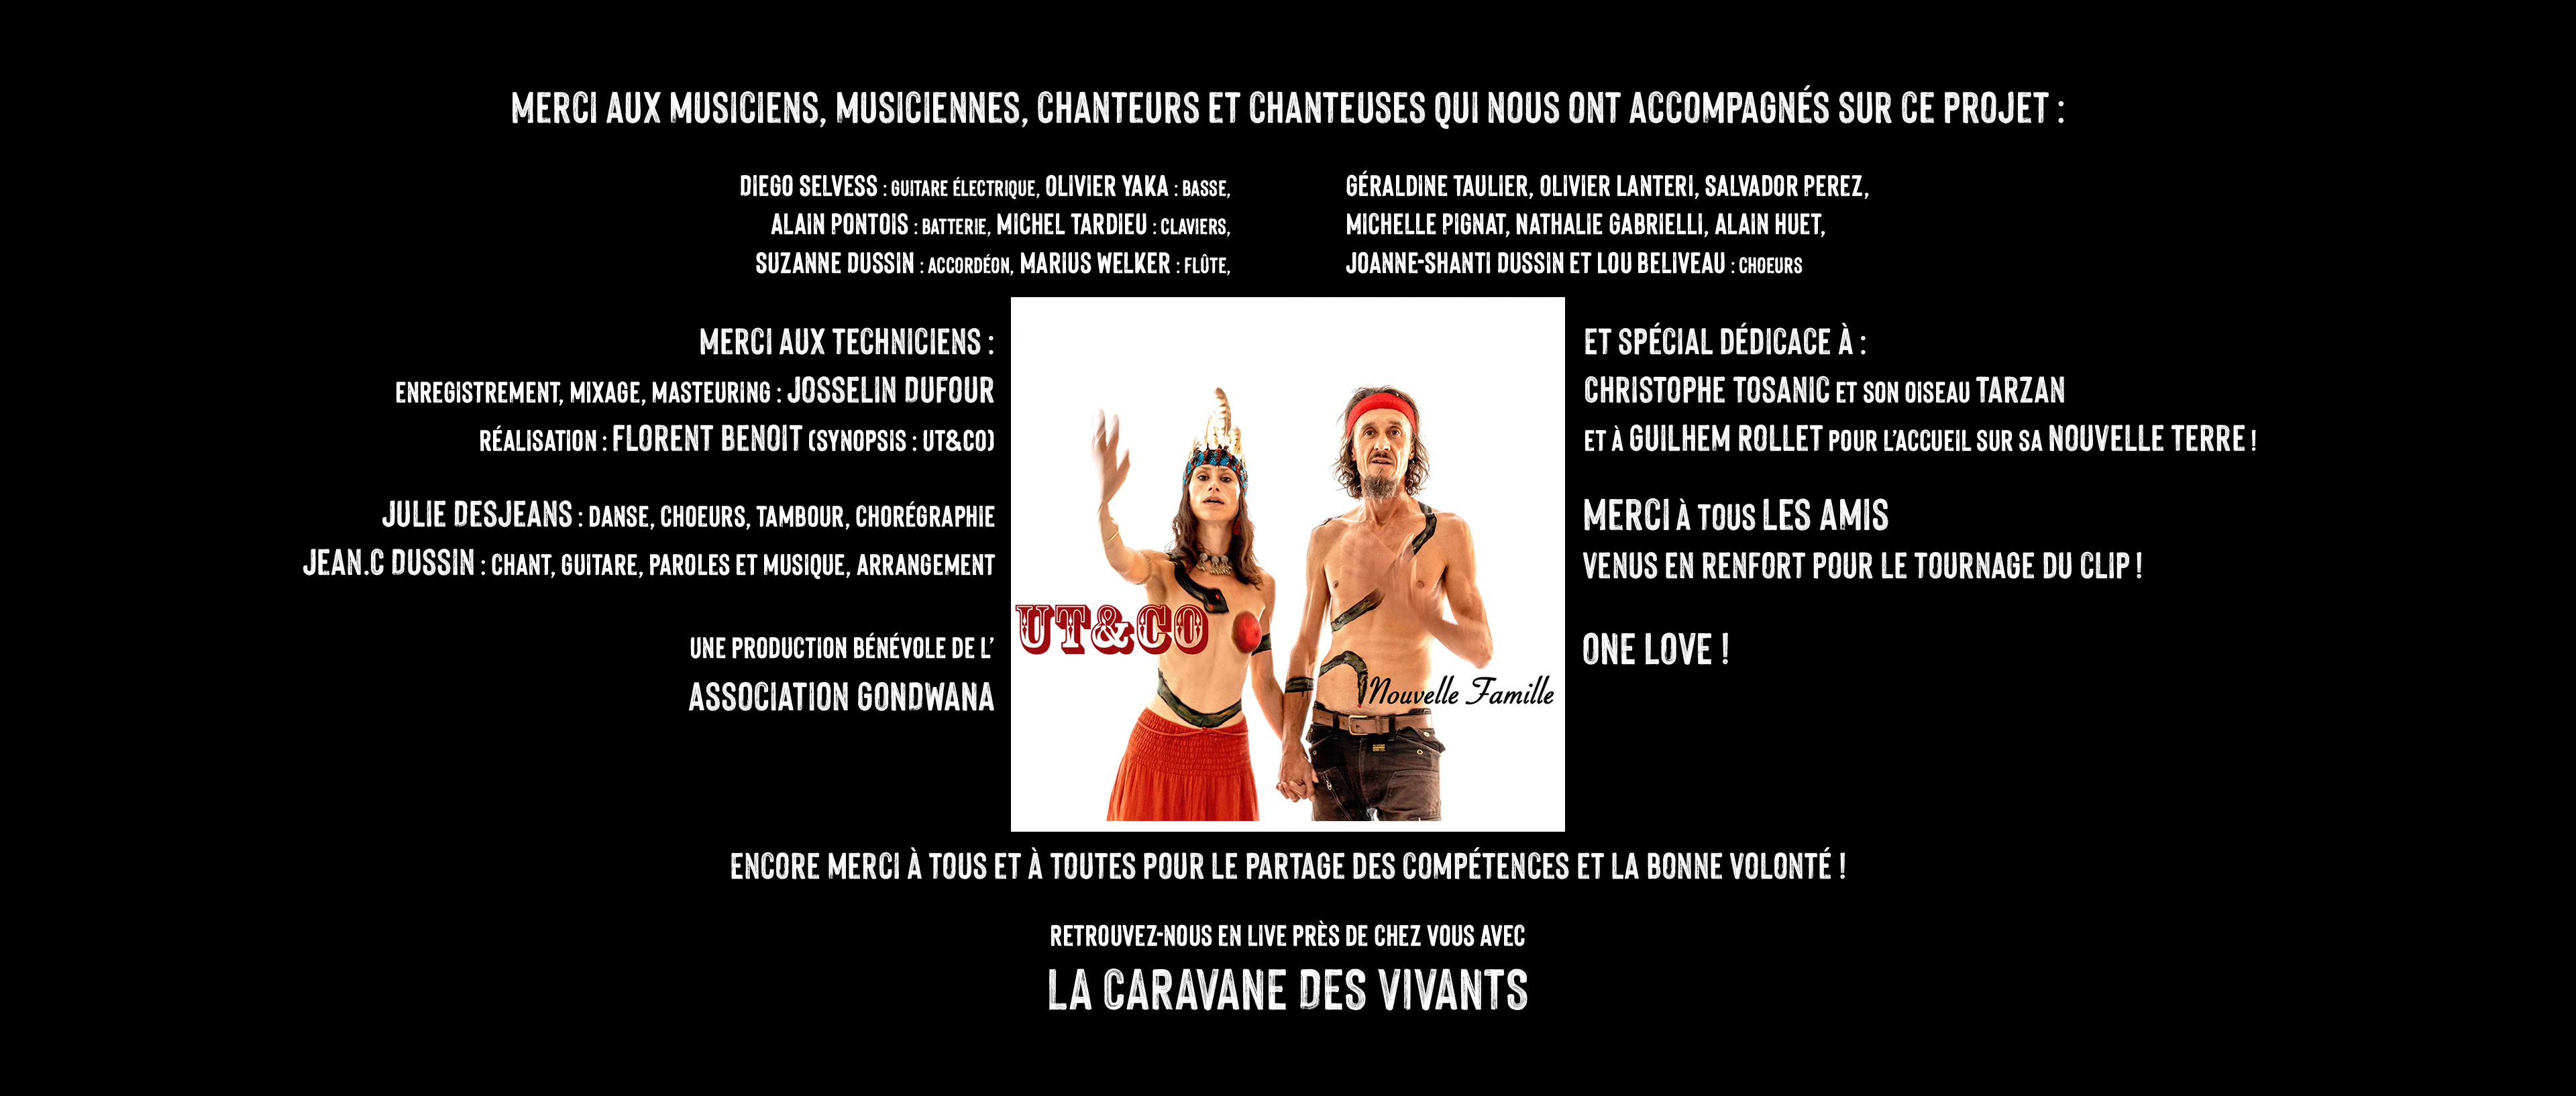 MERCI AUX MUSICIENS, MUSICIENNES, CHANTEURS ET CHANTEUSES QUI NOUS ONT ACCOMPAGNÉS SUR CE PROJET :
DIEGO SELVESS : GUITARE ÉLECTRIQUE, OLIVIER YAKA : BASSE,
ALAIN PONTOIS : BATTERIE, MICHEL TARDIEU : CLAVIERS,
SUZANNE DUSSIN : ACCORDÉON, MARIUS WELKER : FLÛTE,
GÉRALDINE TAULIER, OLIVIER LANTERI, SALVADOR PEREZ,
MICHELLE PIGNAT, NATHALIE GABRIELLI, ALAIN HUET,
JOANNE-SHANTI DUSSIN ET LOU BELIVEAU : CHOEURS
MERCI AUX TECHNICIENS :
ENREGISTREMENT, MIXAGE, MASTEURING : JOSSELIN DUFOUR
RÉALISATION : FLORENT BENOIT (SYNOPSIS : UT&CO)
JULIE DESJEANS : DANSE, CHOEURS, TAMBOUR, CHORÉGRAPHIE
JEAN.C DUSSIN : CHANT, GUITARE, PAROLES ET MUSIQUE, ARRANGEMENT
UNE PRODUCTION BÉNÉVOLE DE L'
ASSOCIATION GONDWANA
UT&CO
Nouvelle Famille
ET SPÉCIAL DÉDICACE À :
CHRISTOPHE TOSANIC ET SON OISEAU TARZAN
ET À GUILHEM ROLLET POUR L'ACCUEIL SUR SA NOUVELLE TERRE !
MERCI À TOUS LES AMIS
VENUS EN RENFORT POUR LE TOURNAGE DU CLIP !
ONE LOVE !
ENCORE MERCI À TOUS ET À TOUTES POUR LE PARTAGE DES COMPÉTENCES ET LA BONNE VOLONTÉ !
RETROUVEZ-NOUS EN LIVE PRÈS DE CHEZ VOUS AVEC
LA CARAVANE DES VIVANTS